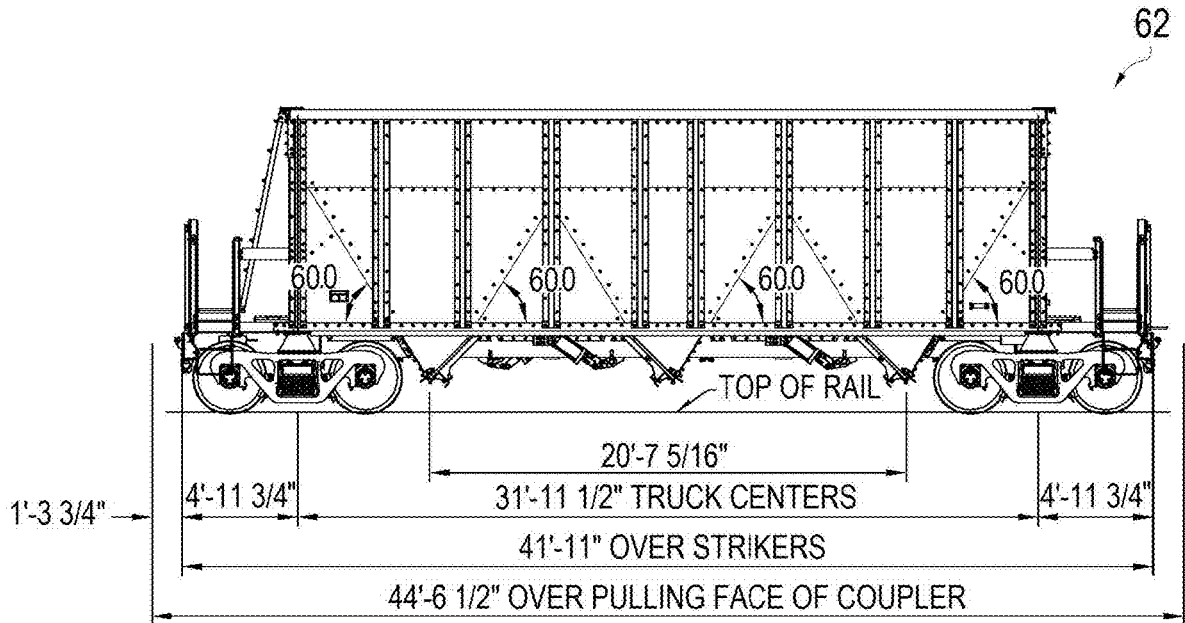 62
60.0
60.0
60.0
60.0
TOP OF RAIL
20'-7 5/16"
1'-3 3/4"
4'-11 3/4"
31'-11 1/2" TRUCK CENTERS
4'-11 3/4"
41'-11" OVER STRIKERS
44'-6 1/2" OVER PULLING FACE OF COUPLER